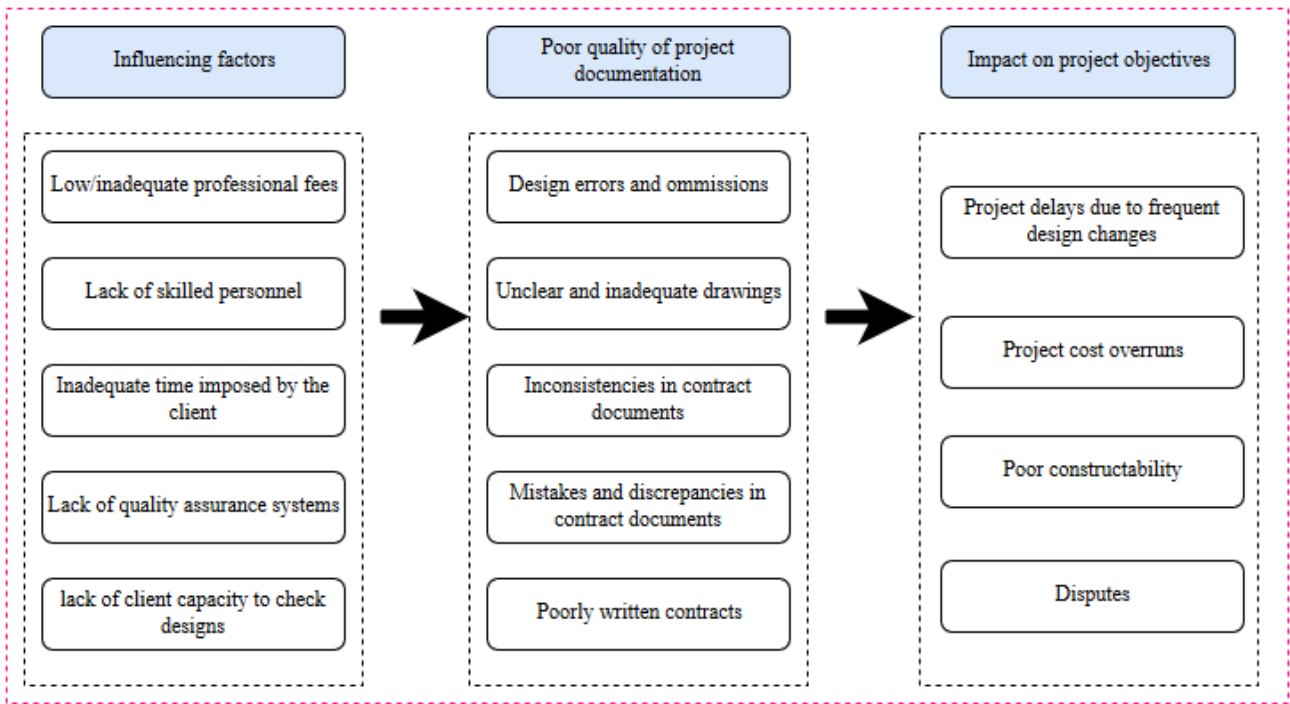 Influencing factors
Poor quality of project
documentation
Impact on project objectives
Low/inadequate professional fees
Lack of skilled personnel
Inadequate time imposed by the
client
Lack of quality assurance systems
lack of client capacity to check
designs
Design errors and ommissions
Unclear and inadequate drawings
Inconsistencies in contract
documents
Mistakes and discrepancies in
contract documents
Poorly written contracts
Project delays due to frequent
design changes
Project cost overruns
Poor constructability
Disputes